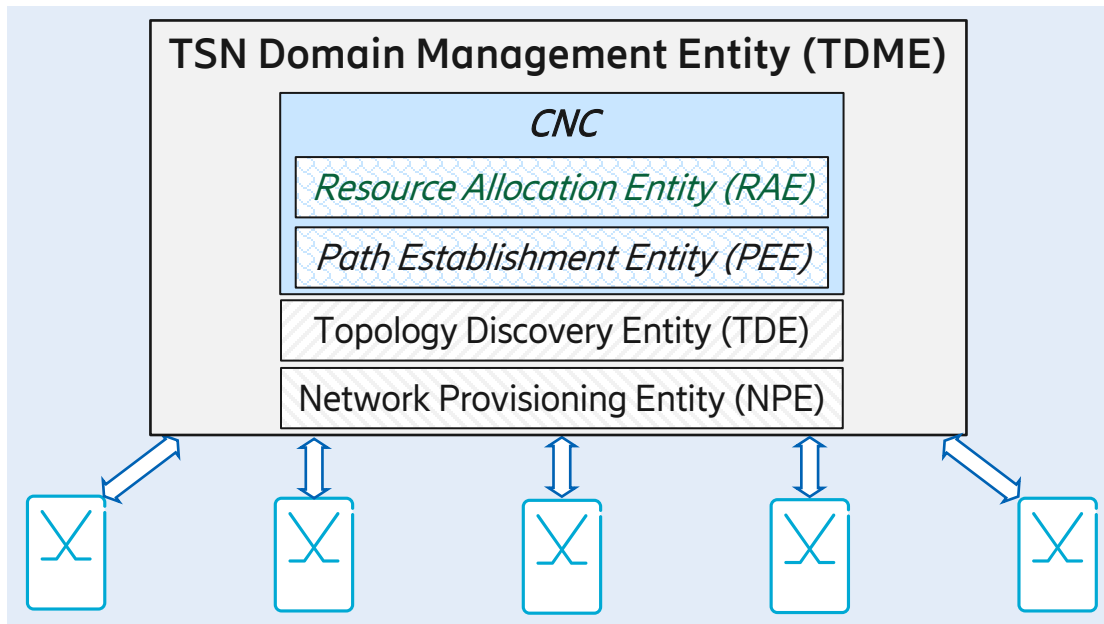 TSN Domain Management Entity (TDME)
CNC
Resource Allocation Entity (RAE)
Path Establishment Entity (PEE)
Topology Discovery Entity (TDE)
Network Provisioning Entity (NPE)